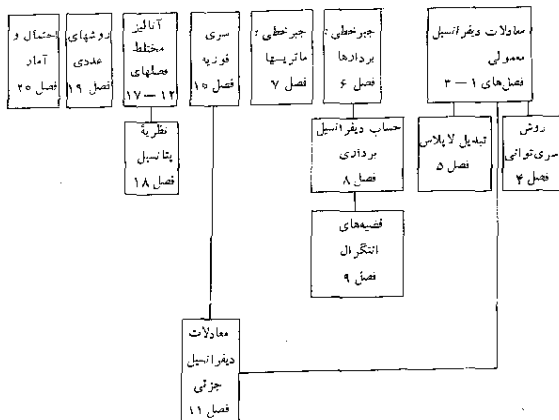 معادلات دیفرانسیل
معمولی
فصل‌های ۱ – ۳
جبرخطی :
بردارها
فصل ۶
جبرخطی :
ماتریسها
فصل ۷
سری
فوریه
فصل ۱۰
آنالیز
مختلط
فصلهای
۱۲ – ۱۷
روشهای
عددی
فصل ۱۹
احتمال و
آمار
فصل ۲۰
روش
سری‌توانی
فصل ۴
تبدیل لاپلاس
فصل ۵
حساب دیفرانسیل
برداری
فصل ۸
نظریهٔ
پتانسیل
فصل ۱۸
قضیه‌های
انتگرال
فصل ۹
معادلات
دیفرانسیل
جزئی
فصل ۱۱